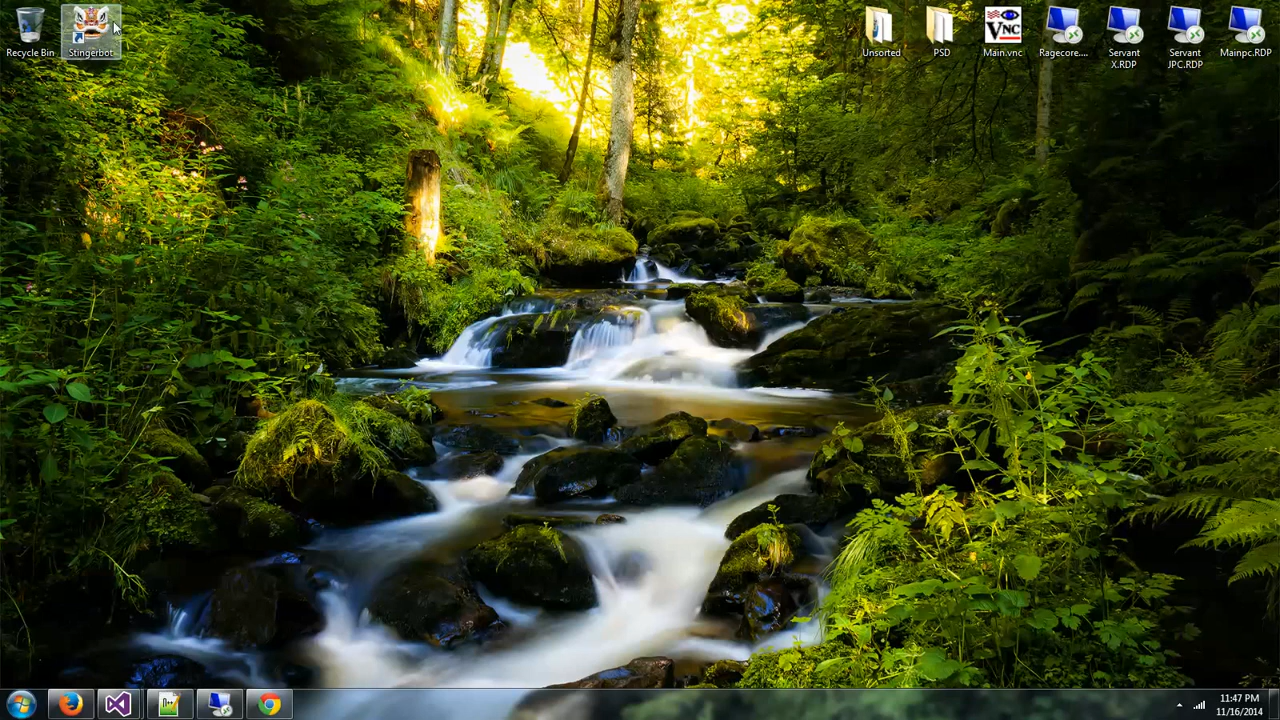 Recycle Bin
Stingerbot
Unsorted
PSD
VNC
Main.vnc
Ragecore....
Servant
X.RDP
Servant
JPC.RDP
Mainpc.RDP
11:47 PM
11/16/2014